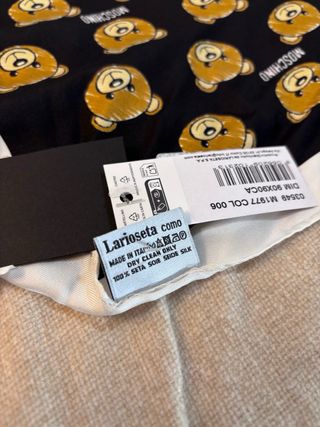 MOSCHINO
MOSCHINO
03549 M1977 COL 006
DIM 90X90CA
Larioseta como
MADE IN ITALY
DRY CLEAN ONLY
100% SETA SOIE SEIDE SILK